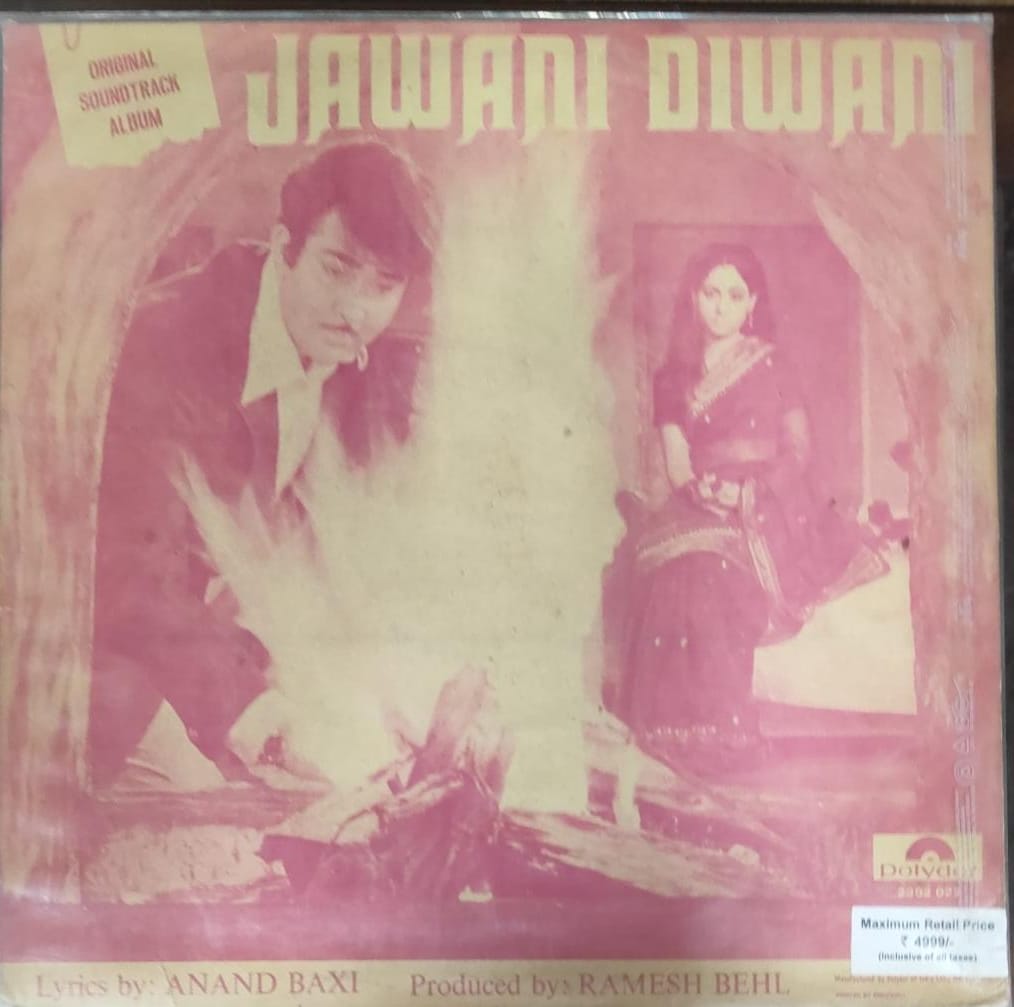 ORIGINAL
SOUNDTRACK
ALBUM
JAWANI DIWANI
Polydor
Maximum Retail Price
₹ 4999/-
(Inclusive of all taxes)
Lyrics by: ANAND BAXI Produced by: RAMESH BEHL